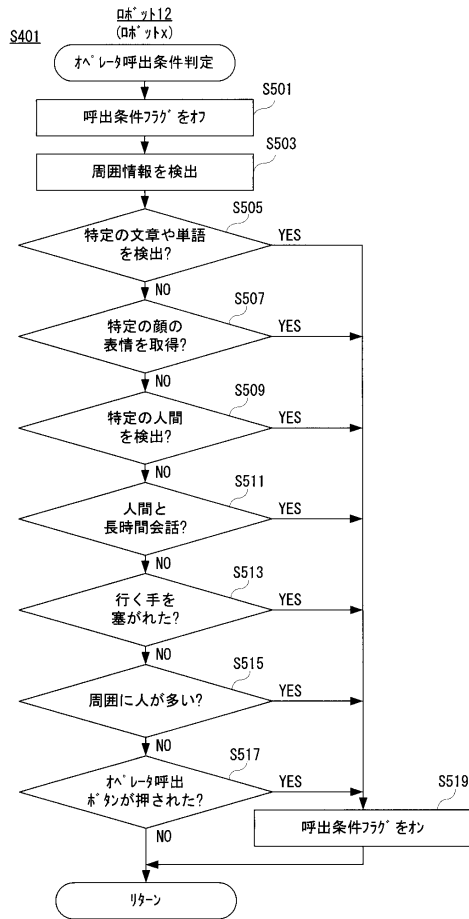 ロボット12
(ロボットx)
S401
オペレータ呼出条件判定
S501
呼出条件フラグをオフ
S503
周囲情報を検出
S505
特定の文章や単語
を検出?
YES
NO
S507
特定の顔の
表情を取得?
YES
NO
S509
特定の人間
を検出?
YES
NO
S511
人間と
長時間会話?
YES
NO
S513
行く手を
塞がれた?
YES
NO
S515
周囲に人が多い?
YES
NO
S517
オペレータ呼出
ボタンが押された?
YES
NO
S519
呼出条件フラグをオン
リターン